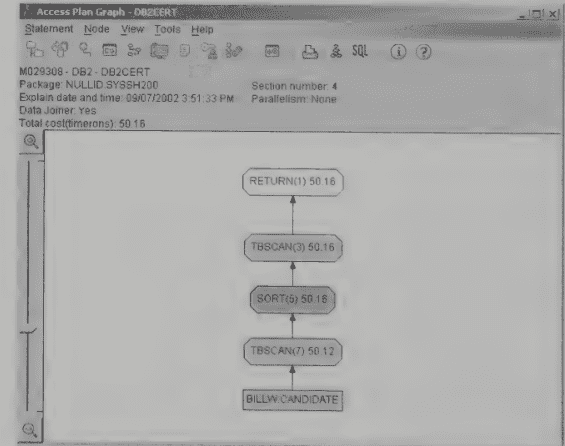 Access Plan Graph - DB2CERT
Statement Node View Tools Help
SQL
M029308 - DB2 - DB2CERT
Package: NULLID.SYSSH200 Section number: 4
Explain date and time: 09/07/2002 3:51:33 PM Parallelism: None
Data Joiner: Yes
Total cost(timerons): 50.16
RETURN(1) 50.16
TBSCAN(3) 50.16
SORT(5) 50.16
TBSCAN(7) 50.12
BILLW.CANDIDATE